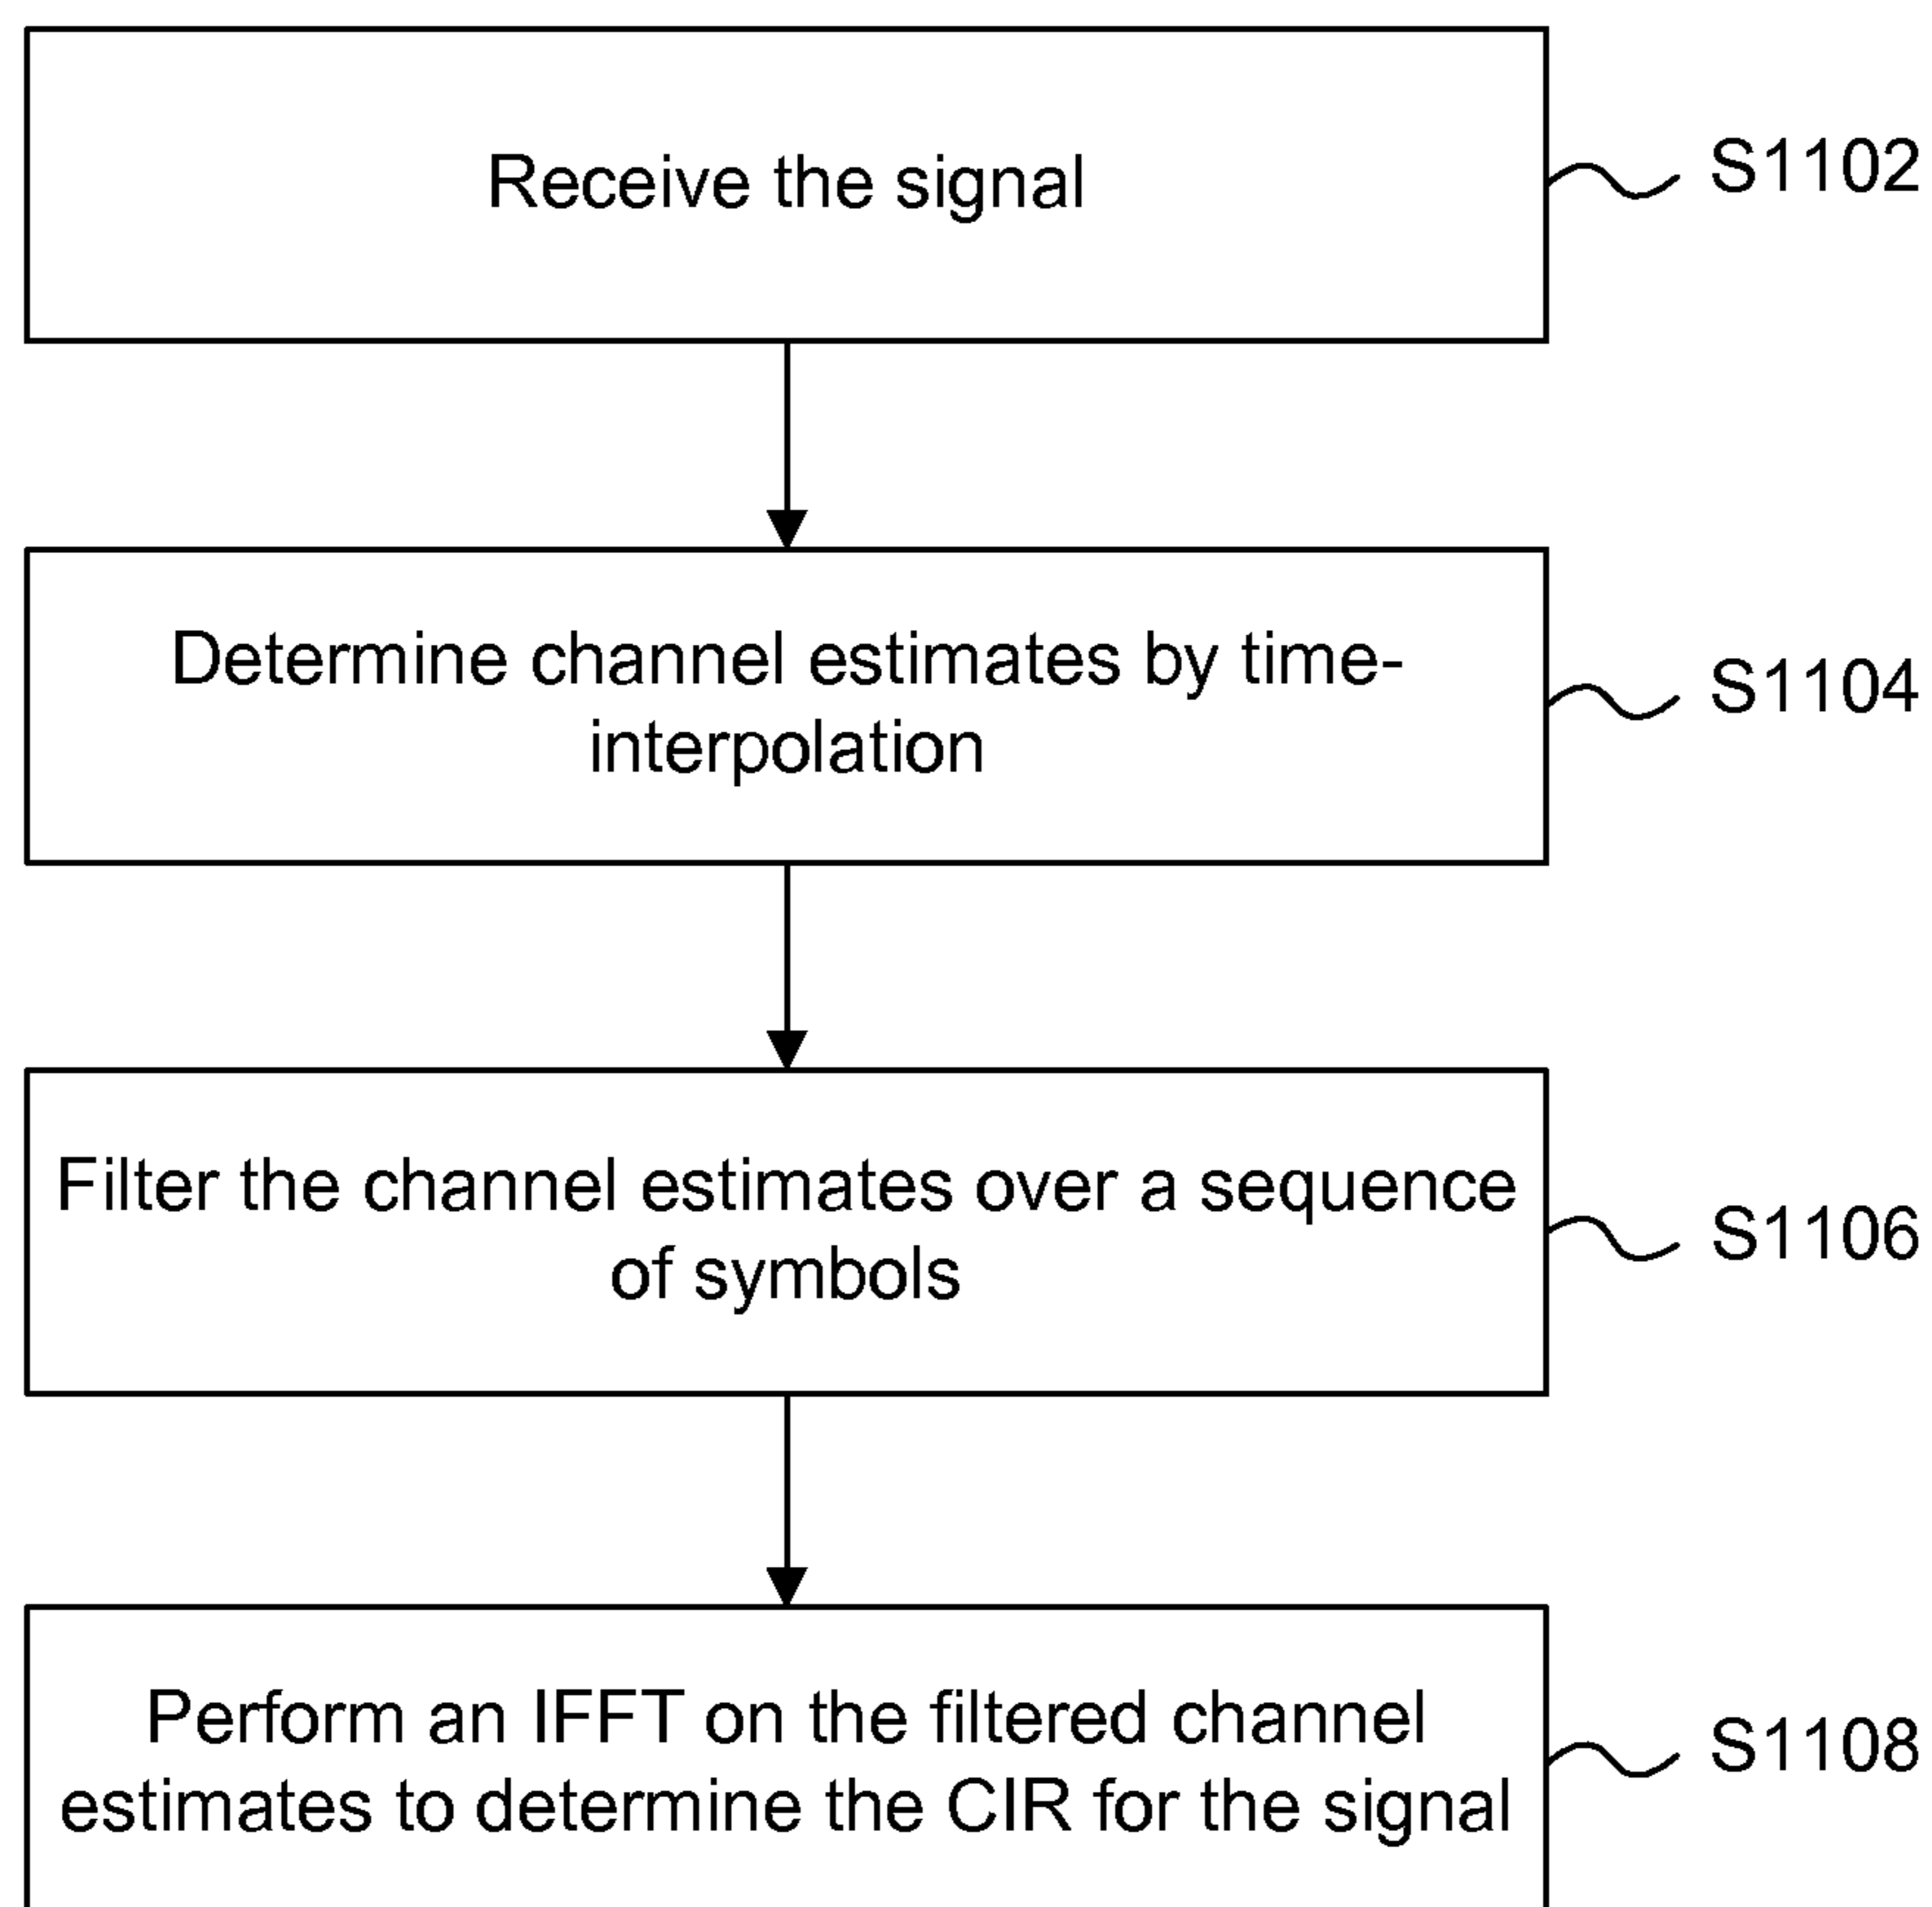 Receive the signal
S1102
Determine channel estimates by time-
interpolation
S1104
Filter the channel estimates over a sequence
of symbols
S1106
Perform an IFFT on the filtered channel
estimates to determine the CIR for the signal
S1108